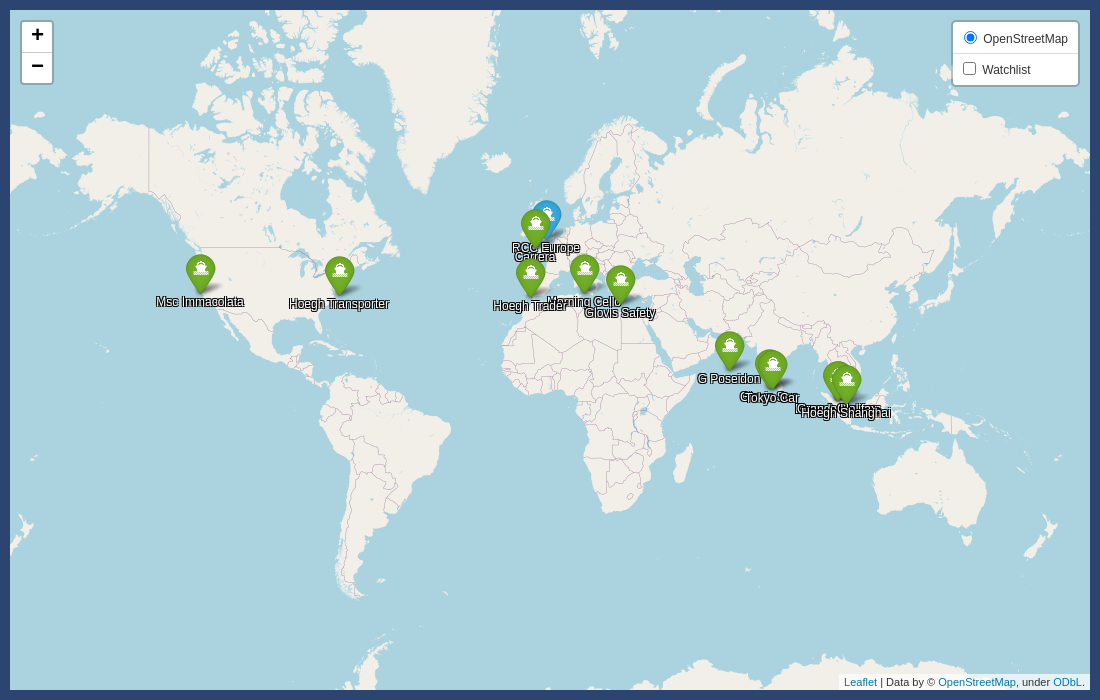 +
−
OpenStreetMap
Watchlist
RCC Europe
Carrera
Msc Immacolata
Hoegh Transporter
Hoegh Trader
Morning Cello
Glovis Safety
G Poseidon
Tokyo Car
Hoegh Shanghai
Leaflet | Data by © OpenStreetMap, under ODbL.